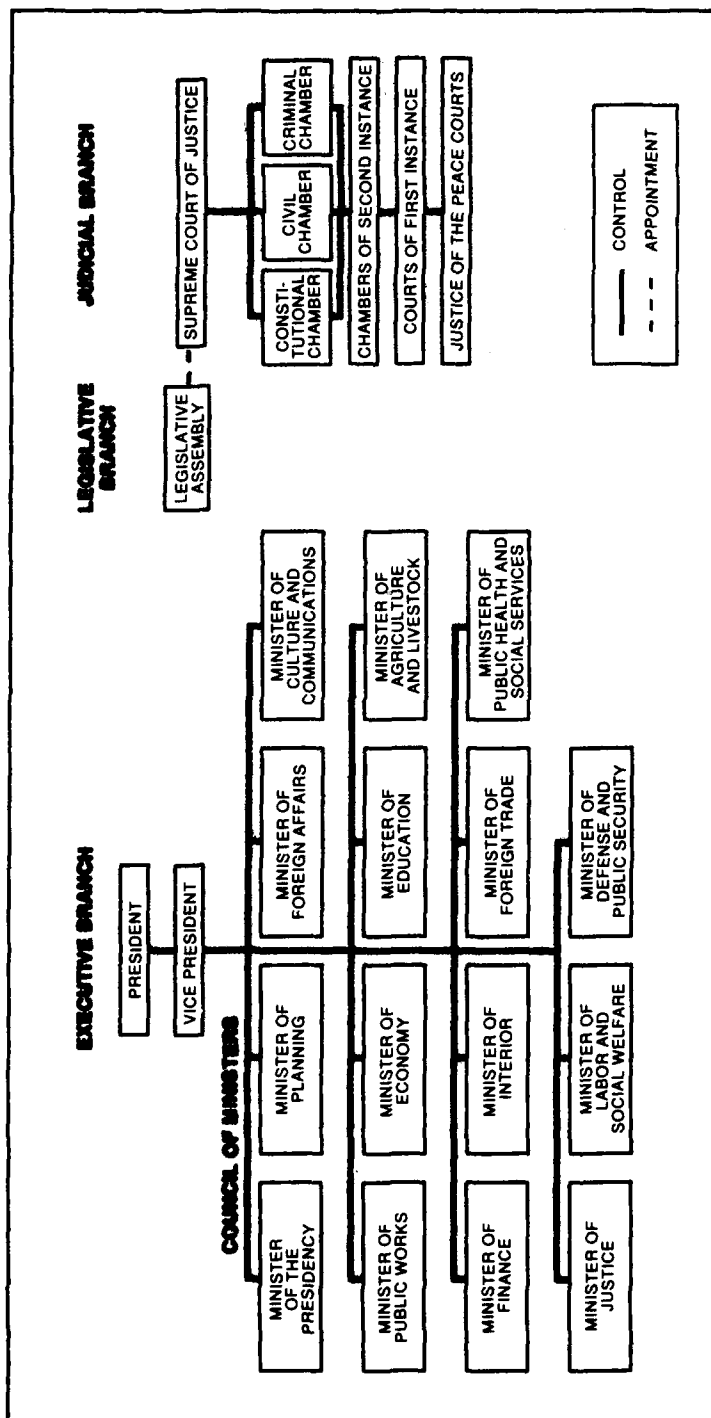 EXECUTIVE BRANCH
PRESIDENT
VICE PRESIDENT
COUNCIL OF MINISTERS
MINISTER
OF THE
PRESIDENCY
MINISTER OF
PLANNING
MINISTER OF
FOREIGN AFFAIRS
MINISTER OF
CULTURE AND
COMMUNICATIONS
MINISTER OF
PUBLIC WORKS
MINISTER OF
ECONOMY
MINISTER OF
EDUCATION
MINISTER OF
AGRICULTURE
AND LIVESTOCK
MINISTER OF
FINANCE
MINISTER OF
INTERIOR
MINISTER OF
FOREIGN TRADE
MINISTER OF
PUBLIC HEALTH AND
SOCIAL SERVICES
MINISTER OF
JUSTICE
MINISTER OF
LABOR AND
SOCIAL WELFARE
MINISTER OF
DEFENSE AND
PUBLIC SECURITY
LEGISLATIVE
BRANCH
LEGISLATIVE
ASSEMBLY
JUDICIAL BRANCH
SUPREME COURT OF JUSTICE
CONSTI-
TUTIONAL
CHAMBER
CIVIL
CHAMBER
CRIMINAL
CHAMBER
CHAMBERS OF SECOND INSTANCE
COURTS OF FIRST INSTANCE
JUSTICE OF THE PEACE COURTS
CONTROL
APPOINTMENT